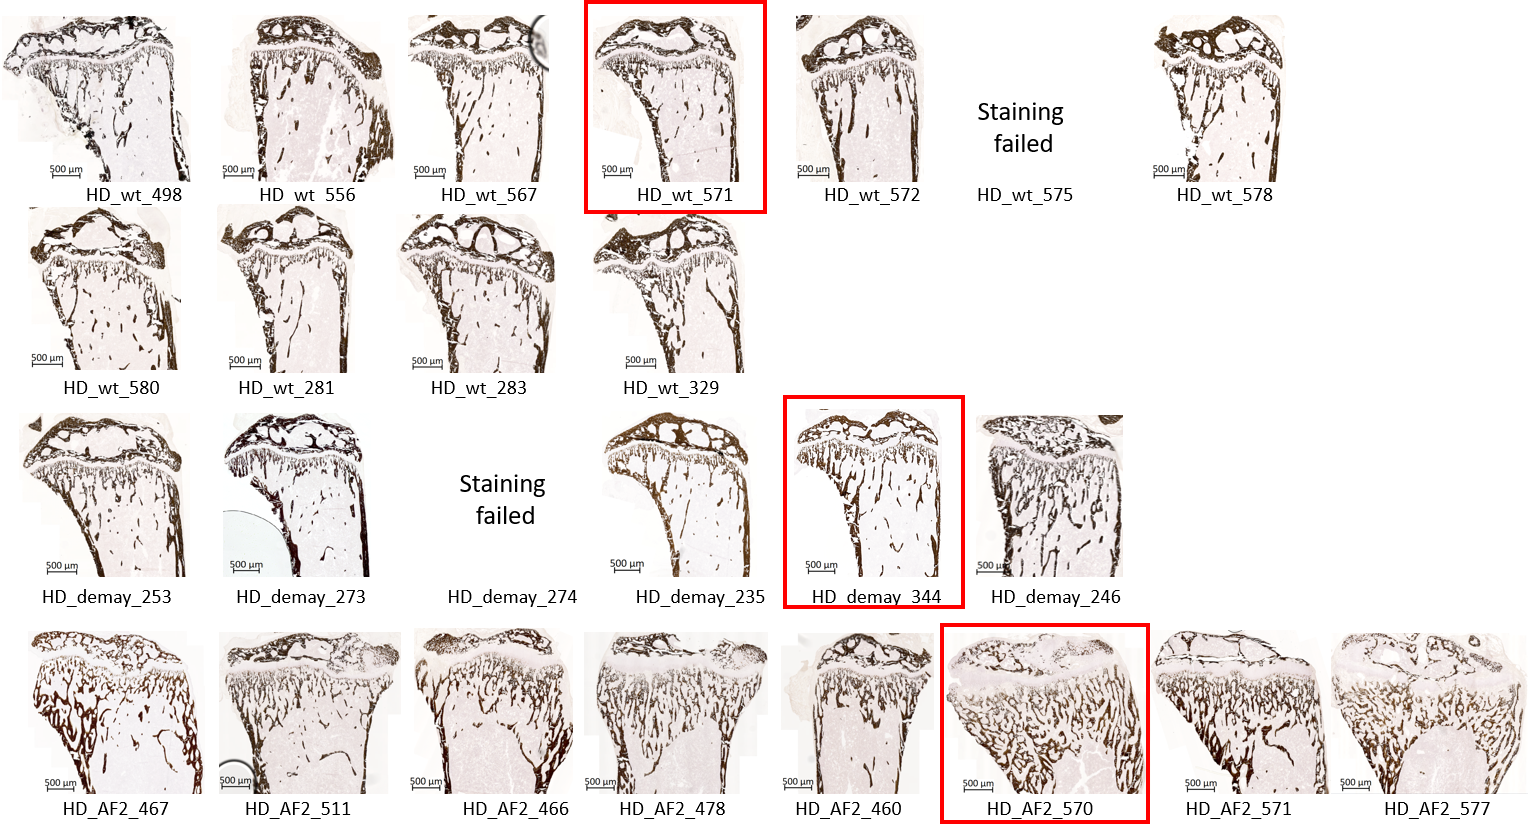 Staining
failed
500 µm
500 µm
500 µm
500 µm
500 µm
500 µm
HD_wt_498
HD_wt_556
HD_wt_567
HD_wt_571
HD_wt_572
HD_wt_575
HD_wt_578
500 µm
500 µm
500 µm
500 µm
HD_wt_580
HD_wt_281
HD_wt_283
HD_wt_329
Staining
failed
500 µm
500 µm
500 µm
500 µm
500 µm
HD_demay_253
HD_demay_273
HD_demay_274
HD_demay_235
HD_demay_344
HD_demay_246
500 µm
500 µm
500 µm
500 µm
500 µm
500 µm
500 µm
500 µm
HD_AF2_467
HD_AF2_511
HD_AF2_466
HD_AF2_478
HD_AF2_460
HD_AF2_570
HD_AF2_571
HD_AF2_577